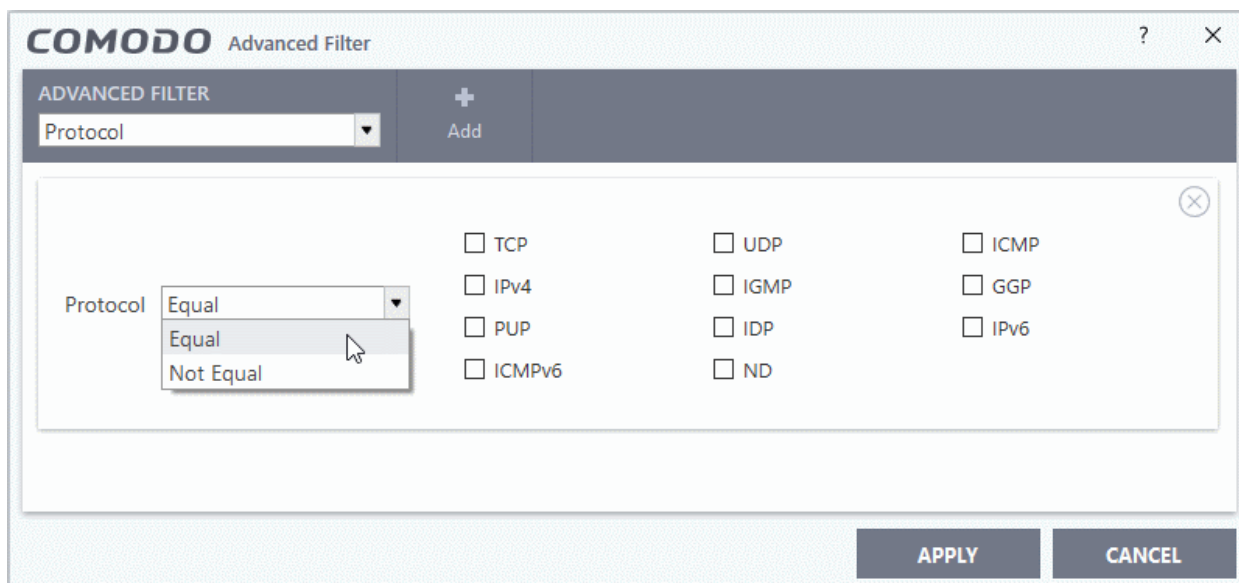 COMODO Advanced Filter ?
ADVANCED FILTER
Protocol
Add
TCP UDP ICMP
IPv4 IGMP GGP
Protocol Equal
Equal
PUP IDP IPv6
Not Equal
ICMPv6 ND
APPLY CANCEL